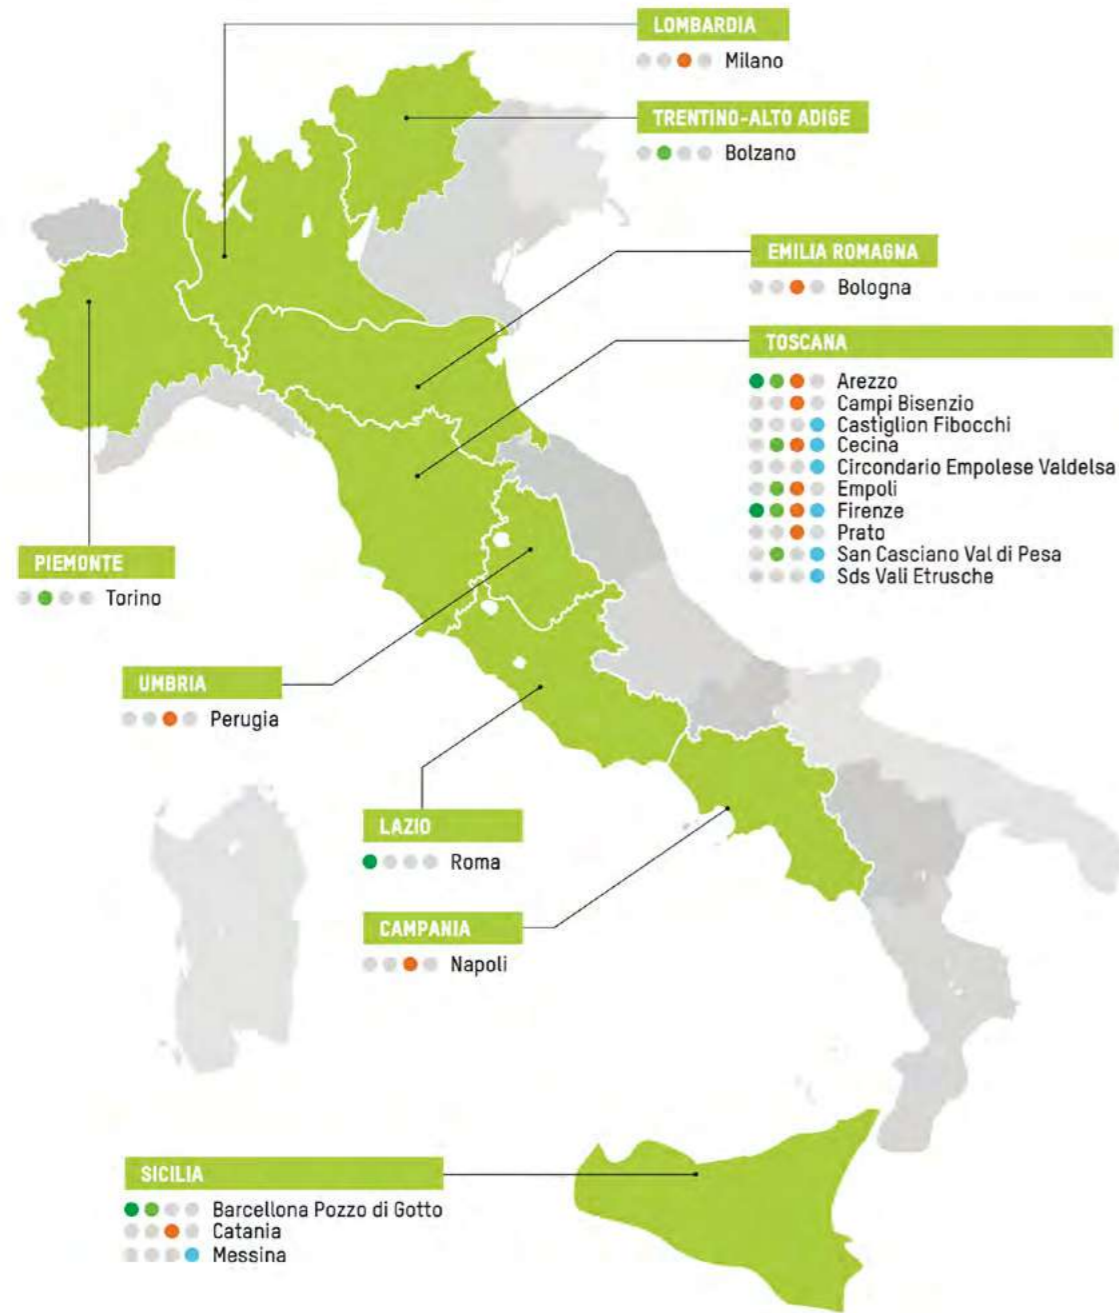 LOMBARDIA
Milano
TRENTINO-ALTO ADIGE
Bolzano
EMILIA ROMAGNA
Bologna
TOSCANA
Arezzo
Campi Bisenzio
Castiglion Fibocchi
Cecina
Circondario Empolese Valdelsa
Empoli
Firenze
Prato
San Casciano Val di Pesa
Sds Vali Etrusche
PIEMONTE
Torino
UMBRIA
Perugia
LAZIO
Roma
CAMPANIA
Napoli
SICILIA
Barcellona Pozzo di Gotto
Catania
Messina